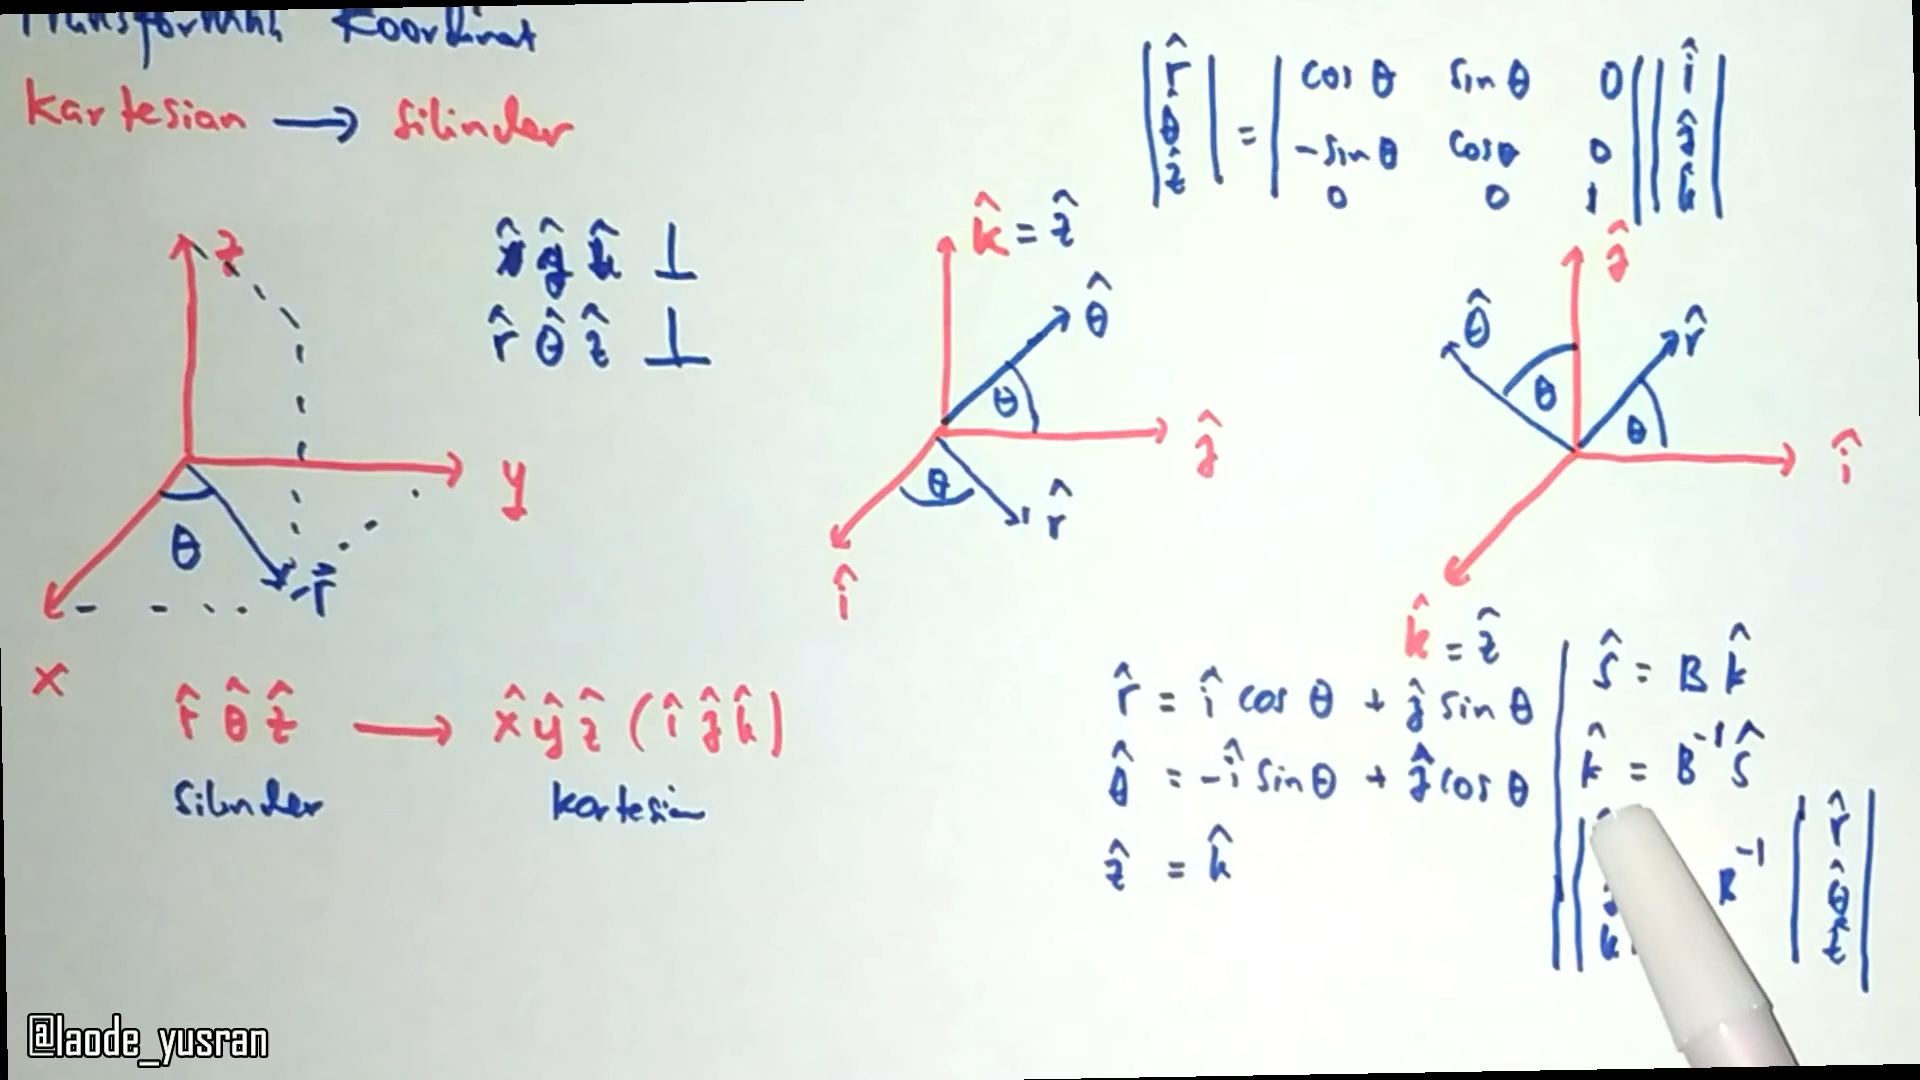 Transformasi Koordinat
Kartesian → Silinder
|r̂ θ̂ ẑ| = |cos θ sin θ 0
-sin θ cos θ 0
0 0 1| |î ĵ k̂|
z
y
x
θ
r⃗
x̂ ŷ k̂ ⊥
r̂ θ̂ ẑ ⊥
k̂ = ẑ
θ̂
θ
ĵ
θ
r̂
î
ĵ
θ̂
r̂
θ
θ
î
k̂ = ẑ
r̂ θ̂ ẑ → x̂ ŷ ẑ (î ĵ k̂)
Silinder kartesian
r̂ = î cos θ + ĵ sin θ
θ̂ = -î sin θ + ĵ cos θ
ẑ = k̂
Ŝ = B k̂
k̂ = B⁻¹ Ŝ
k B⁻¹ |r̂ θ̂ ẑ|
@laode_yusran